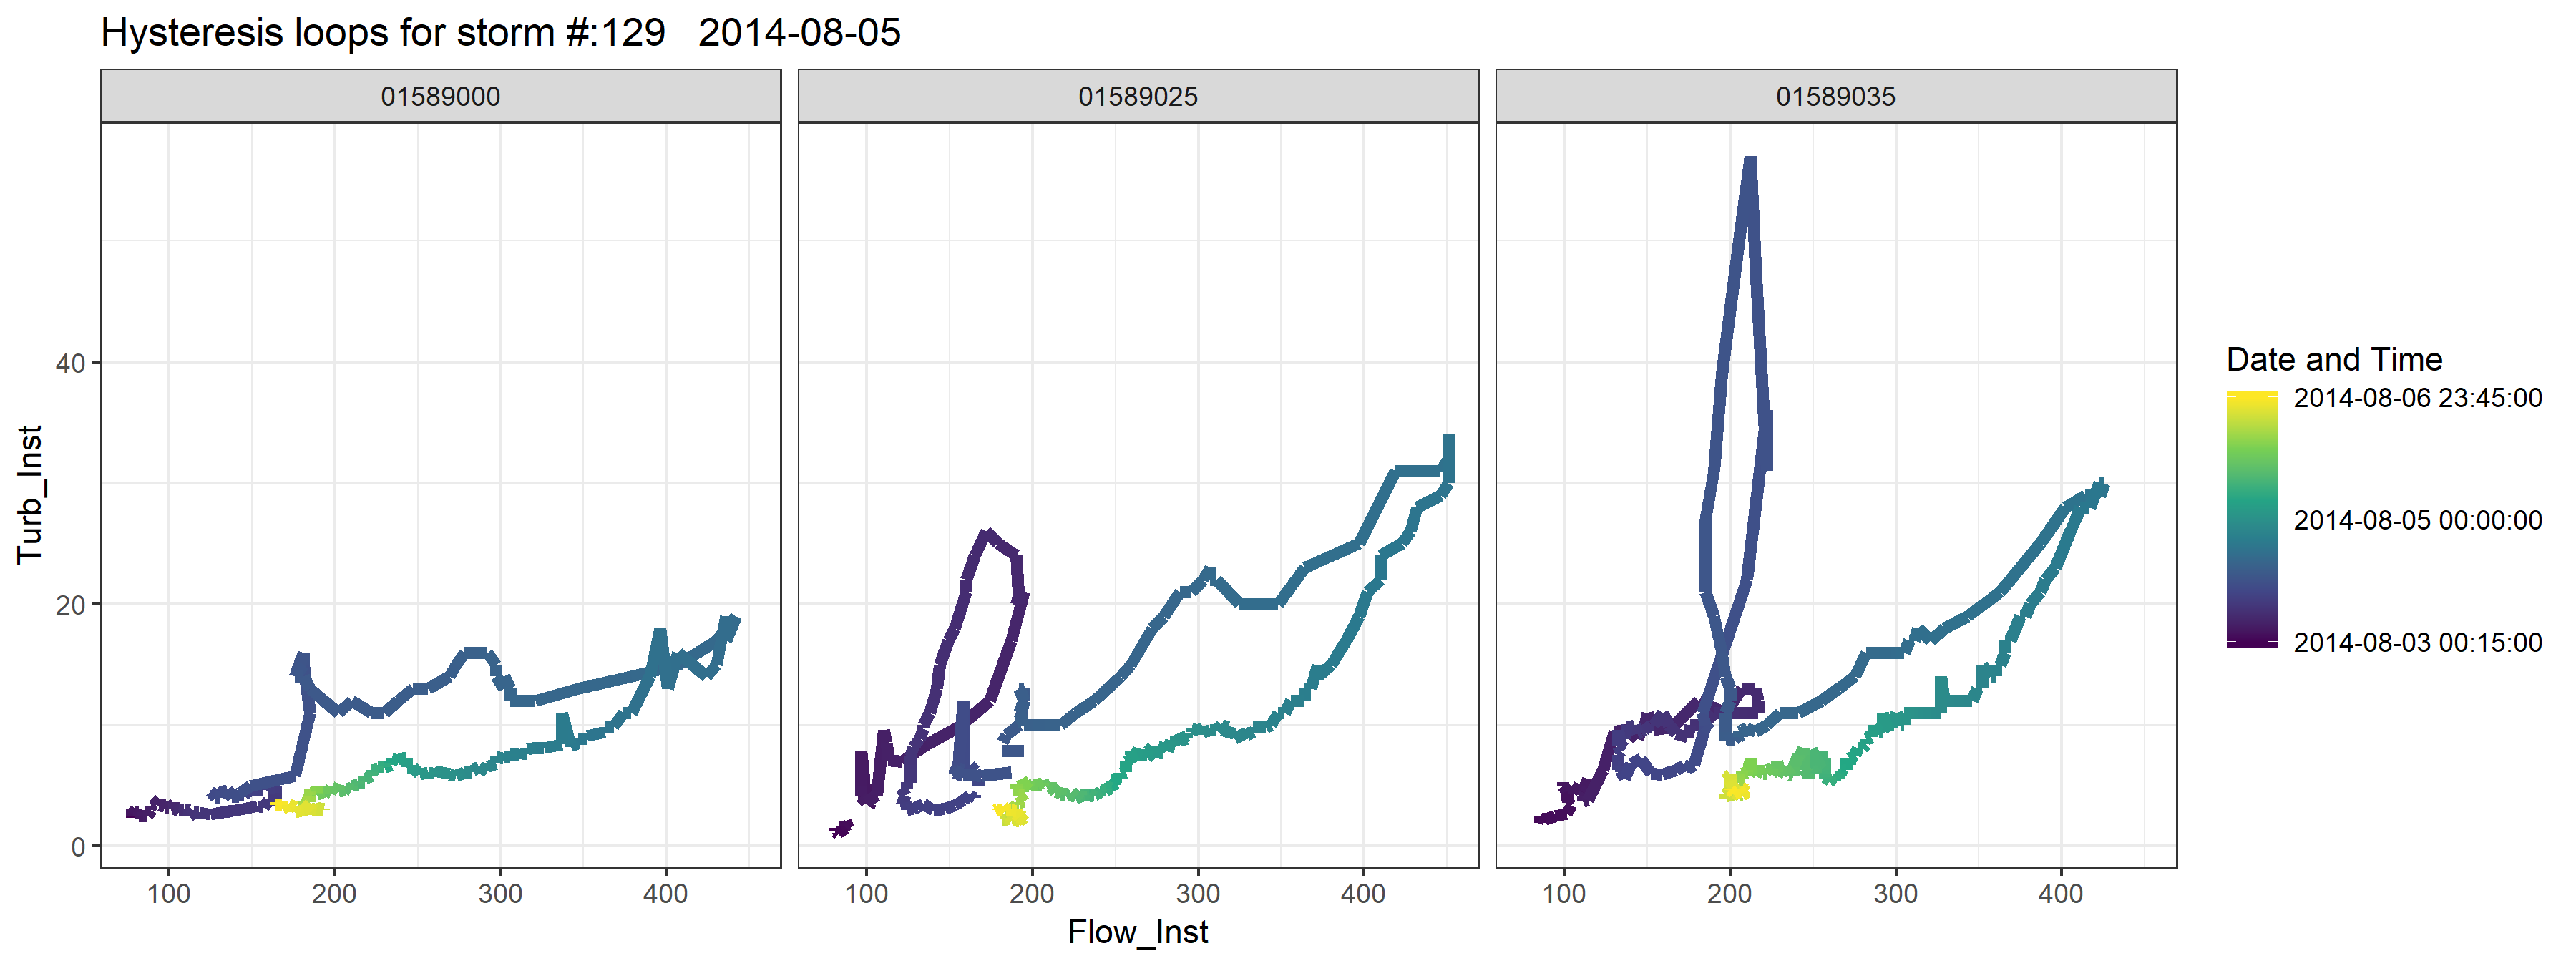 Hysteresis loops for storm #:129   2014-08-05
01589000
01589025
01589035
Turb_Inst
40
20
0
100 200 300 400
100 200 300 400
100 200 300 400
Flow_Inst
Date and Time
2014-08-06 23:45:00
2014-08-05 00:00:00
2014-08-03 00:15:00